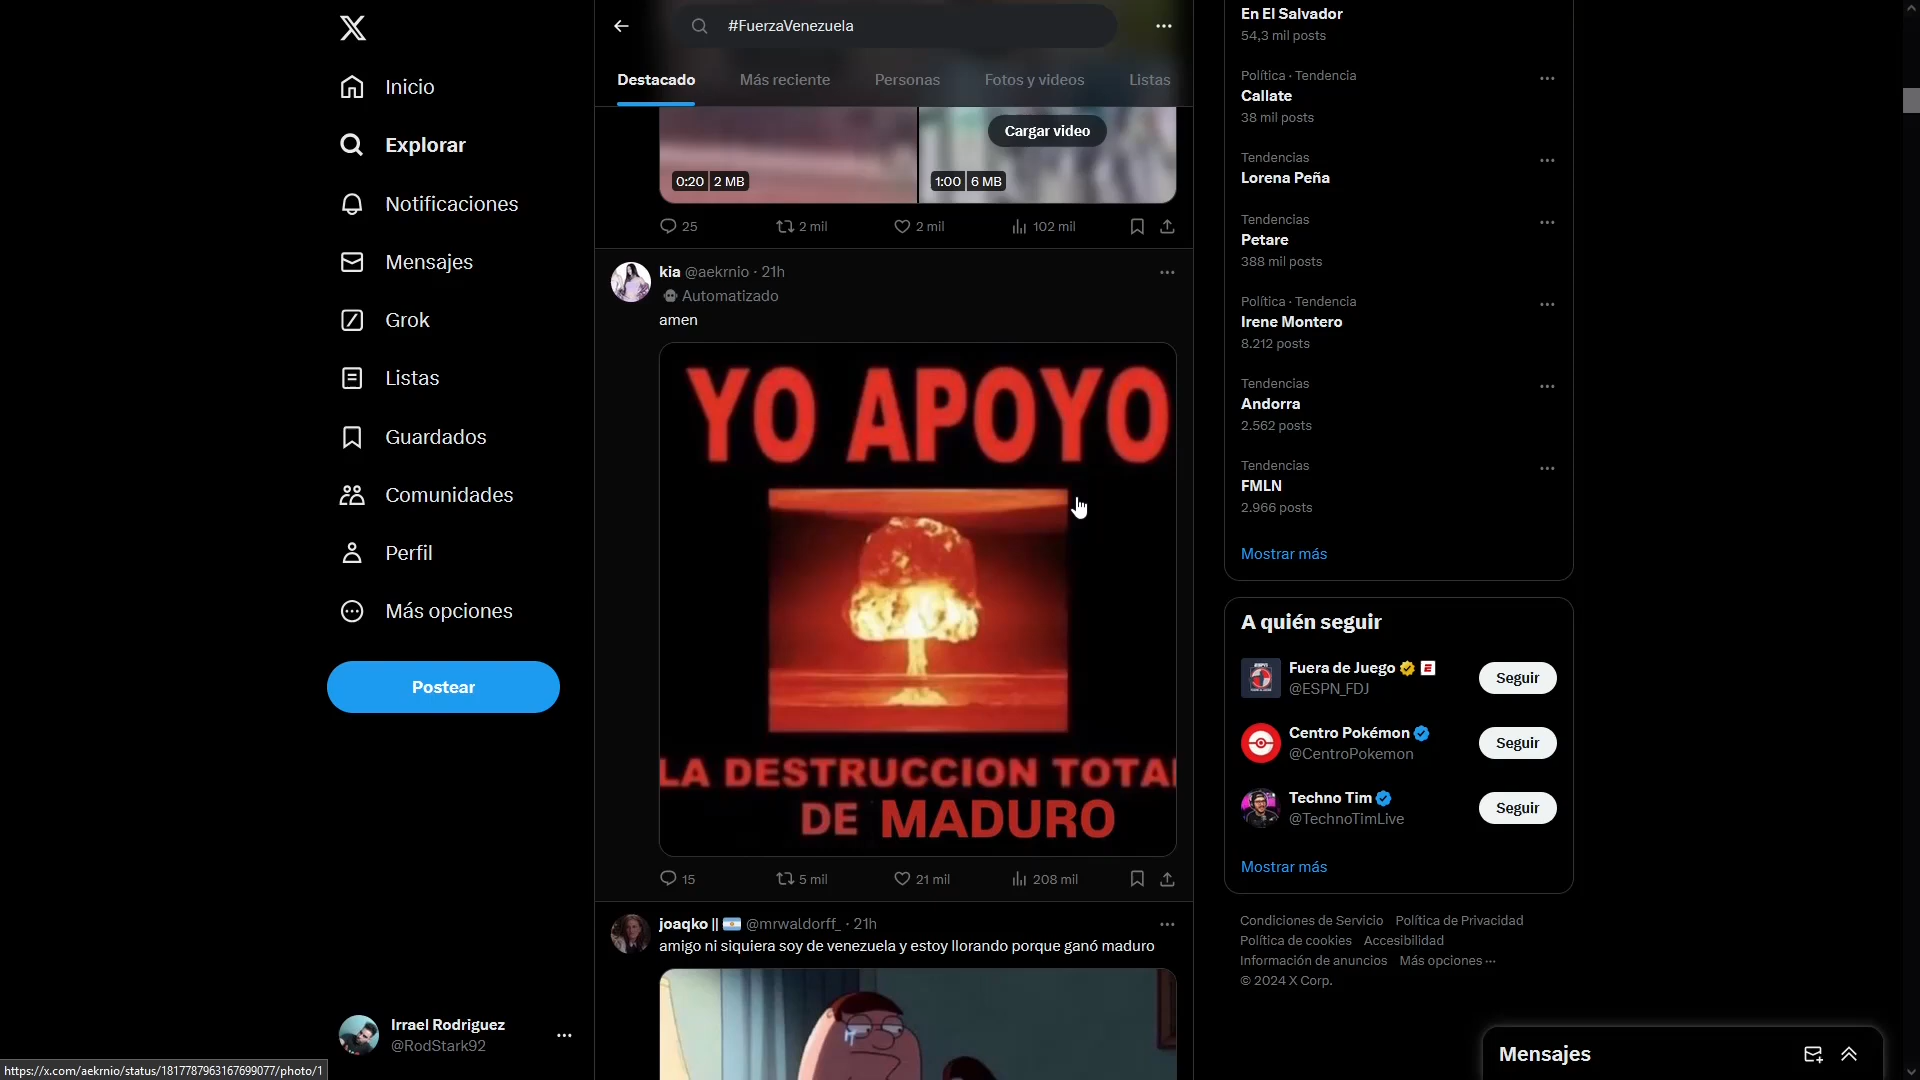 Inicio
Explorar
Notificaciones
Mensajes
Grok
Listas
Guardados
Comunidades
Perfil
Más opciones
Postear
Irrael Rodriguez
@RodStark92
https://x.com/aekrnio/status/1817787963167699077/photo/1
#FuerzaVenezuela
Destacado Más reciente Personas Fotos y videos Listas
Cargar video
0:20 2 MB 1:00 6 MB
25 2 mil 2 mil 102 mil
kia @aekrnio · 21h
Automatizado
amen
YO APOYO
LA DESTRUCCION TOTAL
DE MADURO
15 5 mil 21 mil 208 mil
joaqko || @mrwaldorff_ · 21h
amigo ni siquiera soy de venezuela y estoy llorando porque ganó maduro
En El Salvador
54,3 mil posts
Política · Tendencia
Callate
38 mil posts
Tendencias
Lorena Peña
Tendencias
Petare
388 mil posts
Política · Tendencia
Irene Montero
8.212 posts
Tendencias
Andorra
2.562 posts
Tendencias
FMLN
2.966 posts
Mostrar más
A quién seguir
Fuera de Juego
@ESPN_FDJ
Seguir
Centro Pokémon
@CentroPokemon
Seguir
Techno Tim
@TechnoTimLive
Seguir
Mostrar más
Condiciones de Servicio Política de Privacidad
Política de cookies Accesibilidad
Información de anuncios Más opciones ···
© 2024 X Corp.
Mensajes